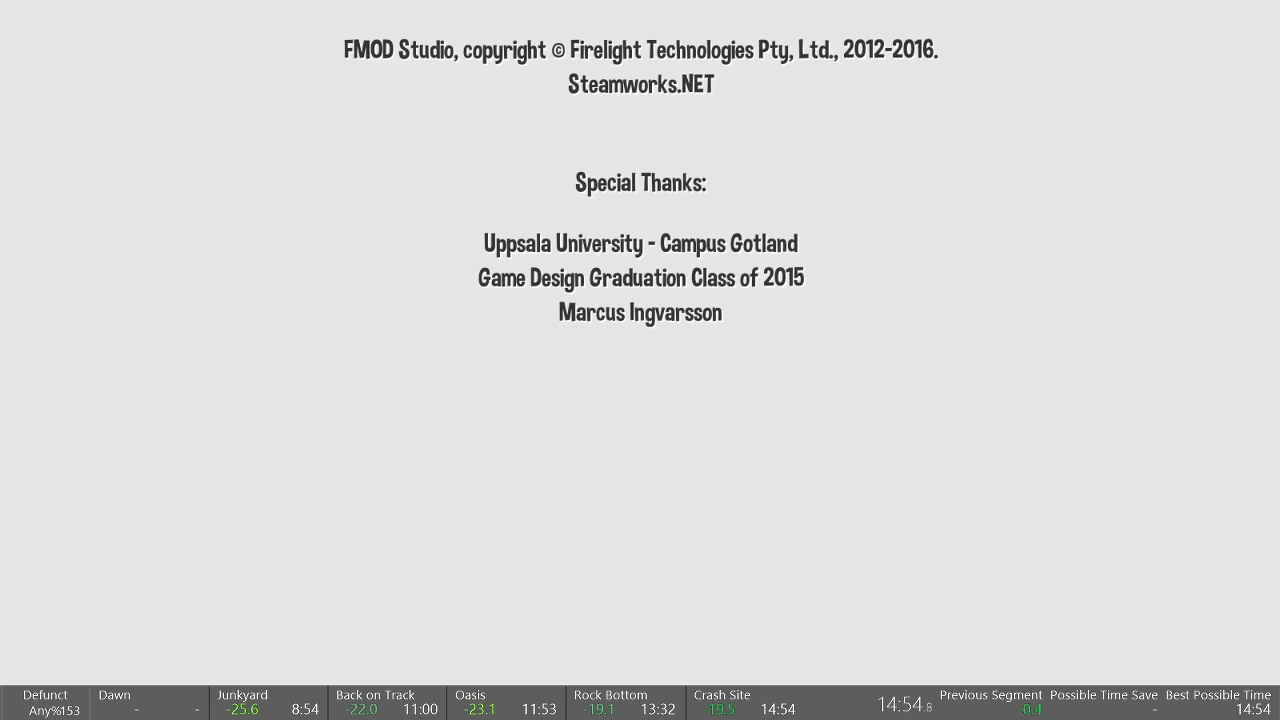 FMOD Studio, copyright © Firelight Technologies Pty, Ltd., 2012-2016.
Steamworks.NET
Special Thanks:
Uppsala University - Campus Gotland
Game Design Graduation Class of 2015
Marcus Ingvarsson
Defunct
Any%153
Dawn
- -
Junkyard
-25.6 8:54
Back on Track
-22.0 11:00
Oasis
-23.1 11:53
Rock Bottom
-19.1 13:32
Crash Site
-19.5 14:54
14:54.8
Previous Segment
-0.4
Possible Time Save
-
Best Possible Time
14:54